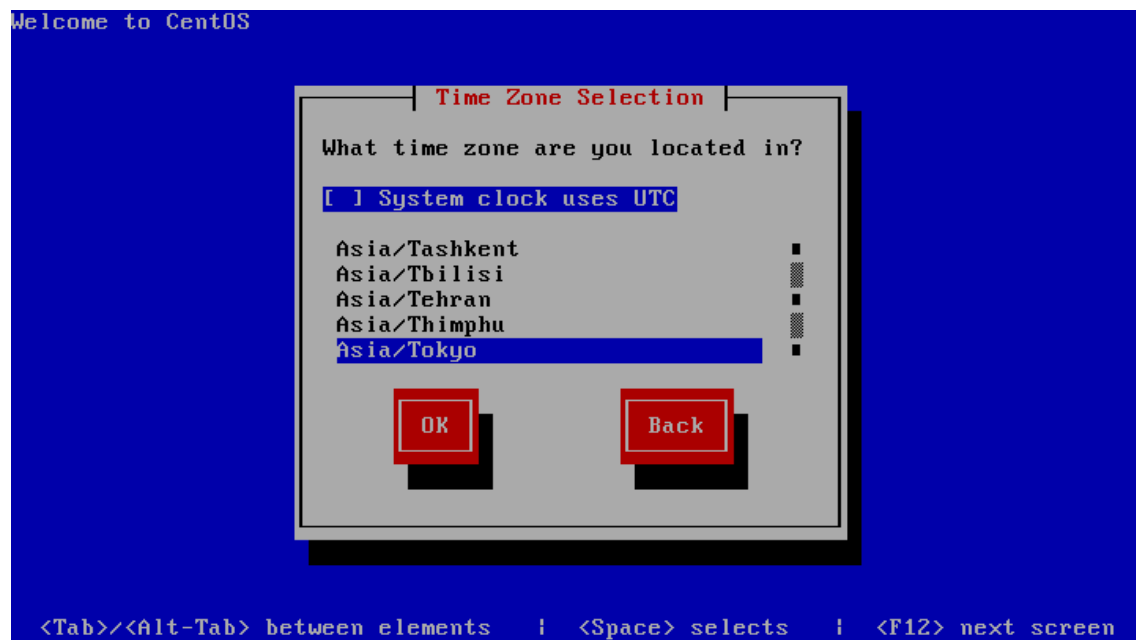 Welcome to CentOS
Time Zone Selection
What time zone are you located in?
[ ] System clock uses UTC
Asia/Tashkent
Asia/Tbilisi
Asia/Tehran
Asia/Thimphu
Asia/Tokyo
OK Back
<Tab>/<Alt-Tab> between elements | <Space> selects | <F12> next screen